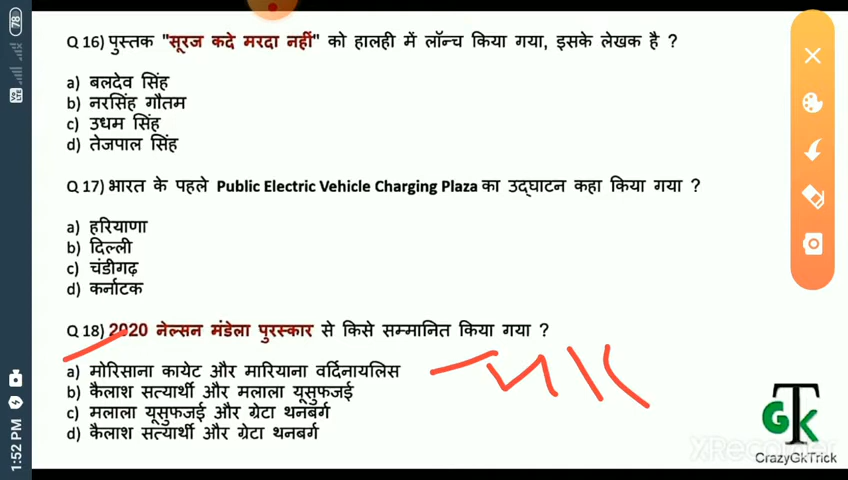 Q 16) पुस्तक "सूरज कदे मरदा नहीं" को हालही में लॉन्च किया गया, इसके लेखक है ?
a) बलदेव सिंह
b) नरसिंह गौतम
c) उधम सिंह
d) तेजपाल सिंह
Q 17) भारत के पहले Public Electric Vehicle Charging Plaza का उद्घाटन कहा किया गया ?
a) हरियाणा
b) दिल्ली
c) चंडीगढ़
d) कर्नाटक
Q 18) 2020 नेल्सन मंडेला पुरस्कार से किसे सम्मानित किया गया ?
a) मोरिसाना कायेट और मारियाना वर्दिनायलिस
b) कैलाश सत्यार्थी और मलाला यूसुफजई
c) मलाला यूसुफजई और ग्रेटा थनबर्ग
d) कैलाश सत्यार्थी और ग्रेटा थनबर्ग
GTK
CrazyGkTrick
XRecorder
78
1:52 PM